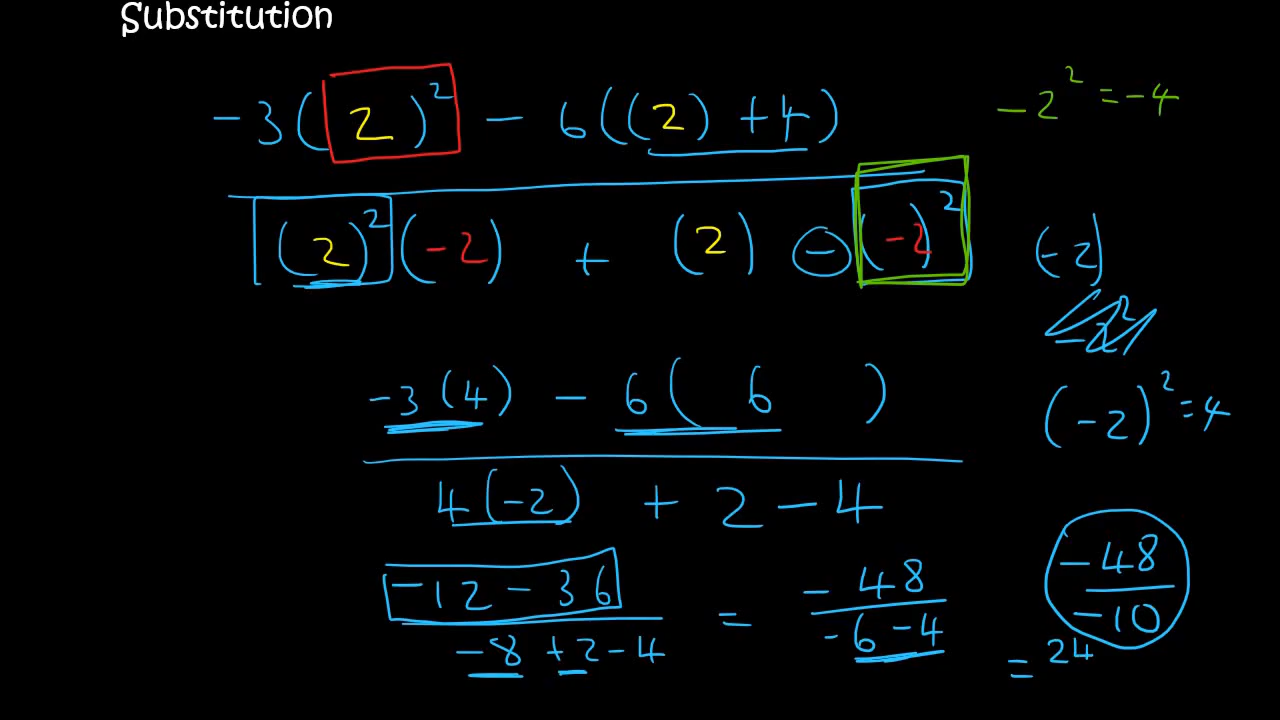 Substitution
-3(2)² - 6((2) + 4)
(2)²(-2) + (2) - (-2)²
-2² = -4
(-2)
-2²
(-2)² = 4
-3(4) - 6( 6 )
4(-2) + 2 - 4
-12 - 36
-8 + 2 - 4
=
-48
-6 - 4
-48
-10
= 24